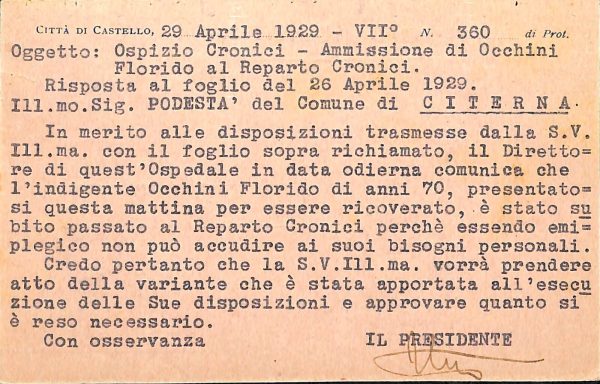 CITTÀ DI CASTELLO, 29 Aprile 1929 - VII° N. 360 di Prot.
Oggetto: Ospizio Cronici - Ammissione di Occhini
Florido al Reparto Cronici.
Risposta al foglio del 26 Aprile 1929.
Ill.mo.Sig. PODESTA' del Comune di CITERNA.
In merito alle disposizioni trasmesse dalla S.V.
Ill.ma. con il foglio sopra richiamato, il Diretto=
re di quest'Ospedale in data odierna comunica che
l'indigente Occhini Florido di anni 70, presentato=
si questa mattina per essere ricoverato, è stato su
bito passato al Reparto Cronici perchè essendo emi=
plegico non può accudire ai suoi bisogni personali.
Credo pertanto che la S.V.Ill.ma. vorrà prendere
atto della variante che è stata apportata all'esecu
zione delle Sue disposizioni e approvare quanto si
è reso necessario.
Con osservanza IL PRESIDENTE